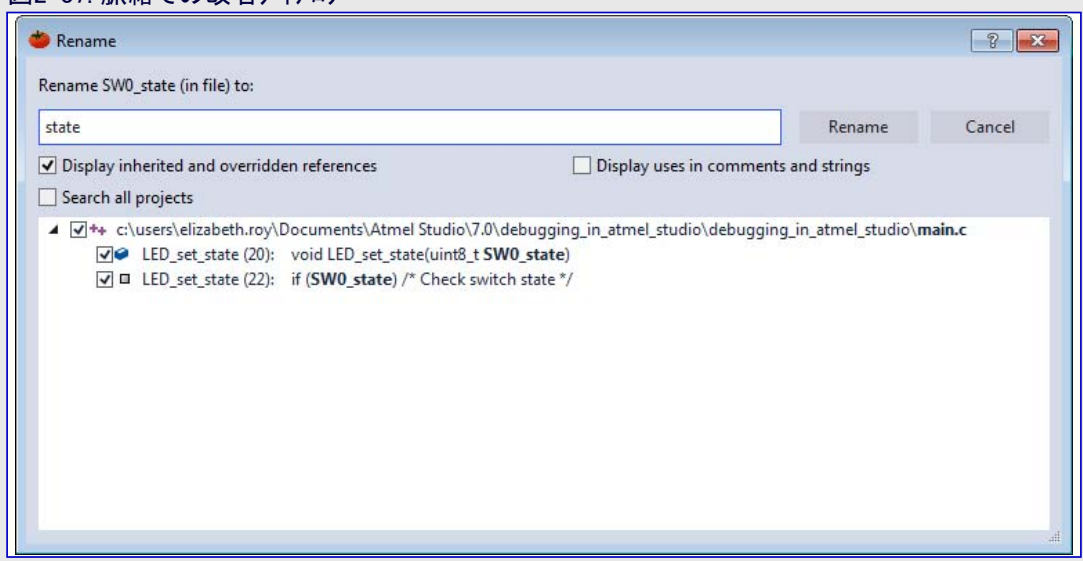 Rename
Rename SW0_state (in file) to:
state Rename Cancel
Display inherited and overridden references Display uses in comments and strings
Search all projects
c:\users\elizabeth.roy\Documents\Atmel Studio\7.0\debugging_in_atmel_studio\debugging_in_atmel_studio\main.c
LED_set_state (20): void LED_set_state(uint8_t SW0_state)
LED_set_state (22): if (SW0_state) /* Check switch state */